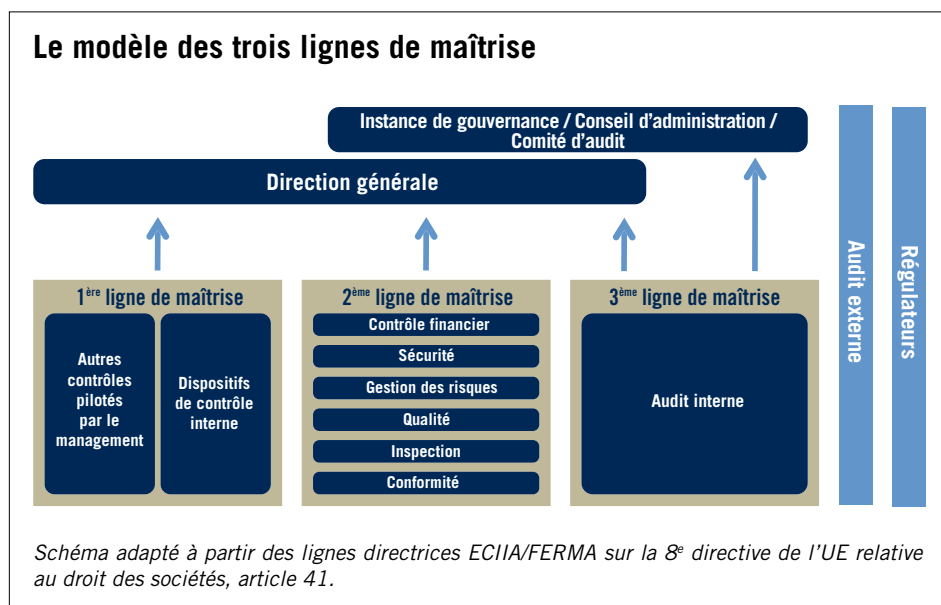 Le modèle des trois lignes de maîtrise
Instance de gouvernance / Conseil d'administration /
Comité d'audit
Direction générale
1ère ligne de maîtrise
Autres
contrôles
pilotés
par le
management
Dispositifs
de contrôle
interne
2ème ligne de maîtrise
Contrôle financier
Sécurité
Gestion des risques
Qualité
Inspection
Conformité
3ème ligne de maîtrise
Audit interne
Audit externe
Régulateurs
Schéma adapté à partir des lignes directrices ECIIA/FERMA sur la 8e directive de l'UE relative
au droit des sociétés, article 41.